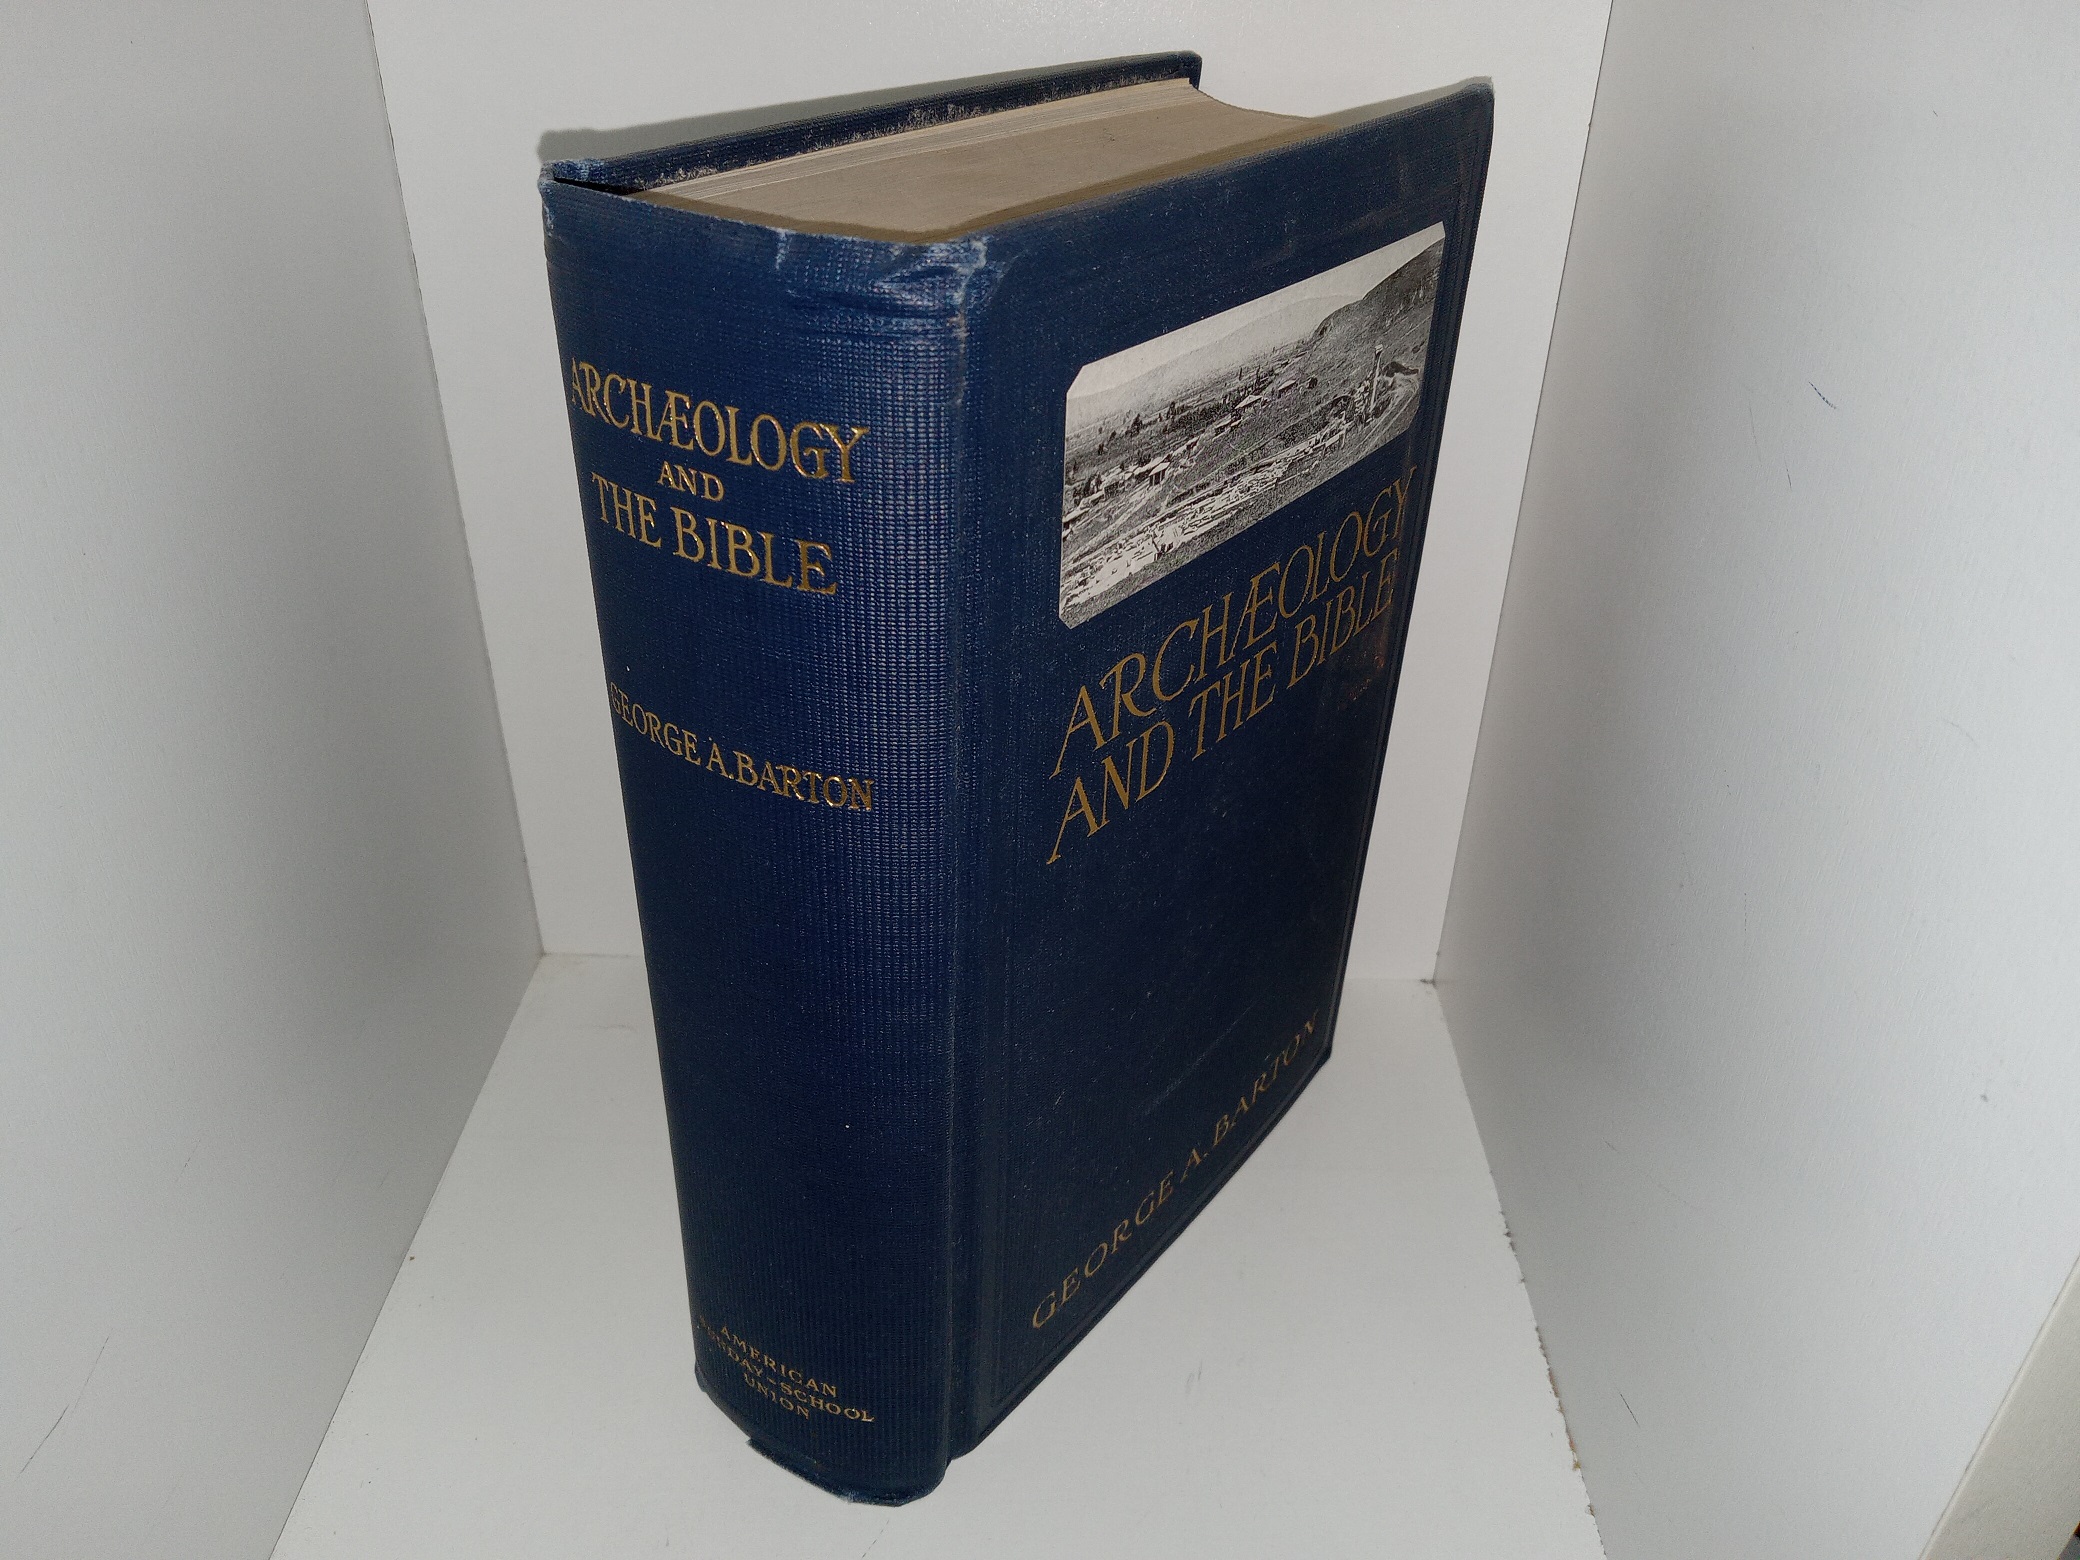 ARCHÆOLOGY
AND
THE BIBLE
GEORGE A. BARTON
AMERICAN
SUNDAY-SCHOOL
UNION
ARCHÆOLOGY
AND THE BIBLE
GEORGE A. BARTON